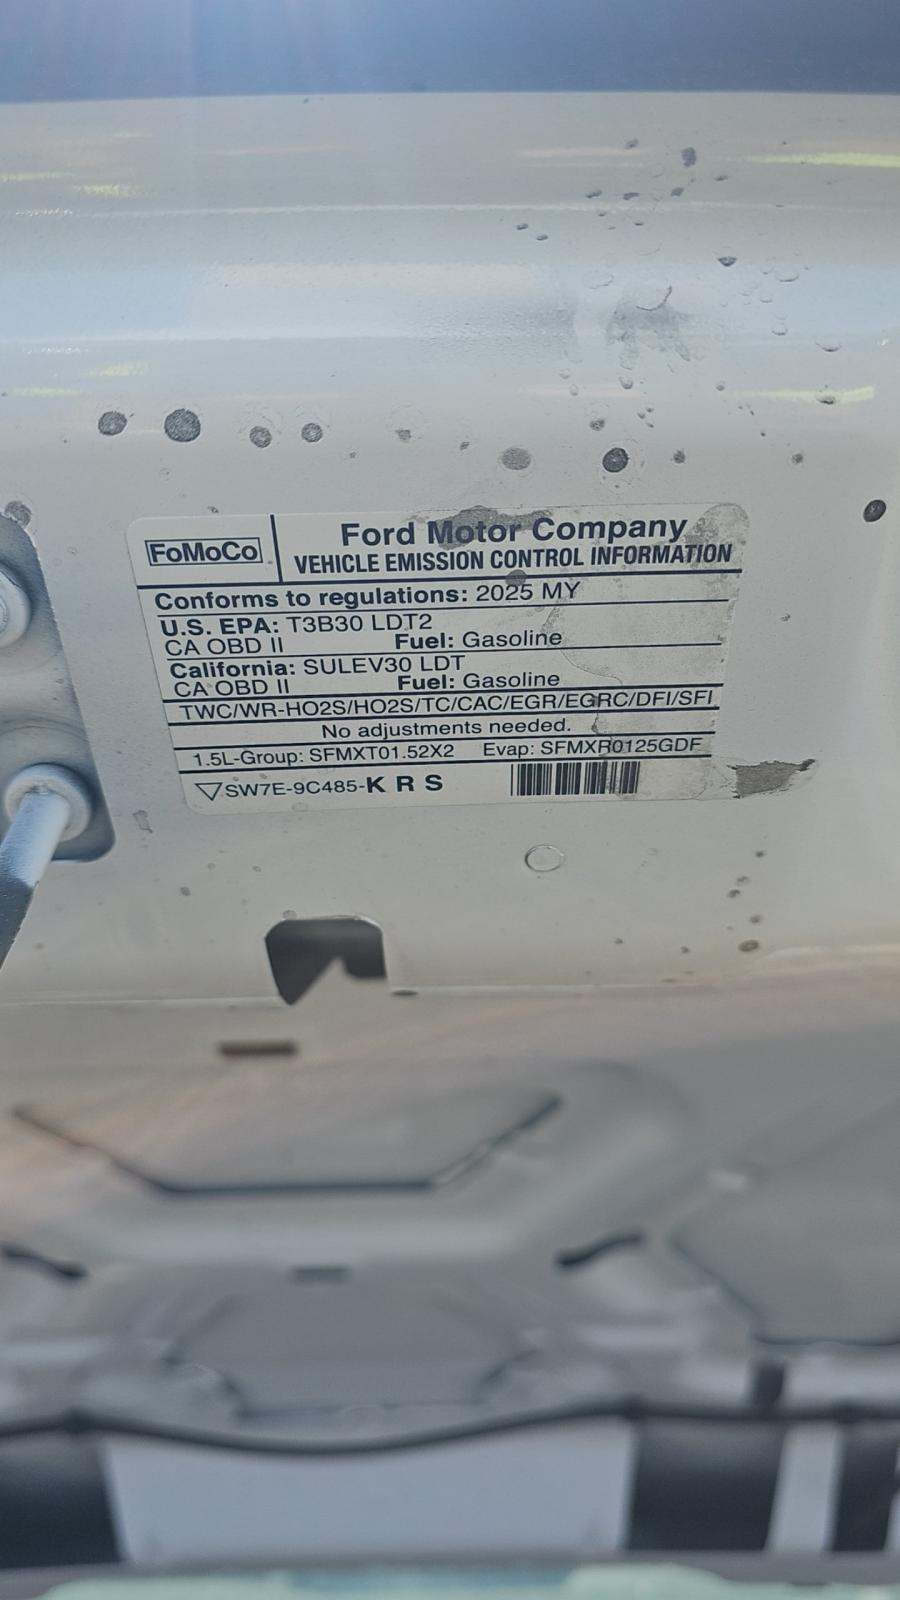 FoMoCo
Ford Motor Company
VEHICLE EMISSION CONTROL INFORMATION
Conforms to regulations: 2025 MY
U.S. EPA: T3B30 LDT2
CA OBD II Fuel: Gasoline
California: SULEV30 LDT
CA OBD II Fuel: Gasoline
TWC/WR-HO2S/HO2S/TC/CAC/EGR/EGRC/DFI/SFI
No adjustments needed.
1.5L-Group: SFMXT01.52X2 Evap: SFMXR0125GDF
SW7E-9C485-K R S